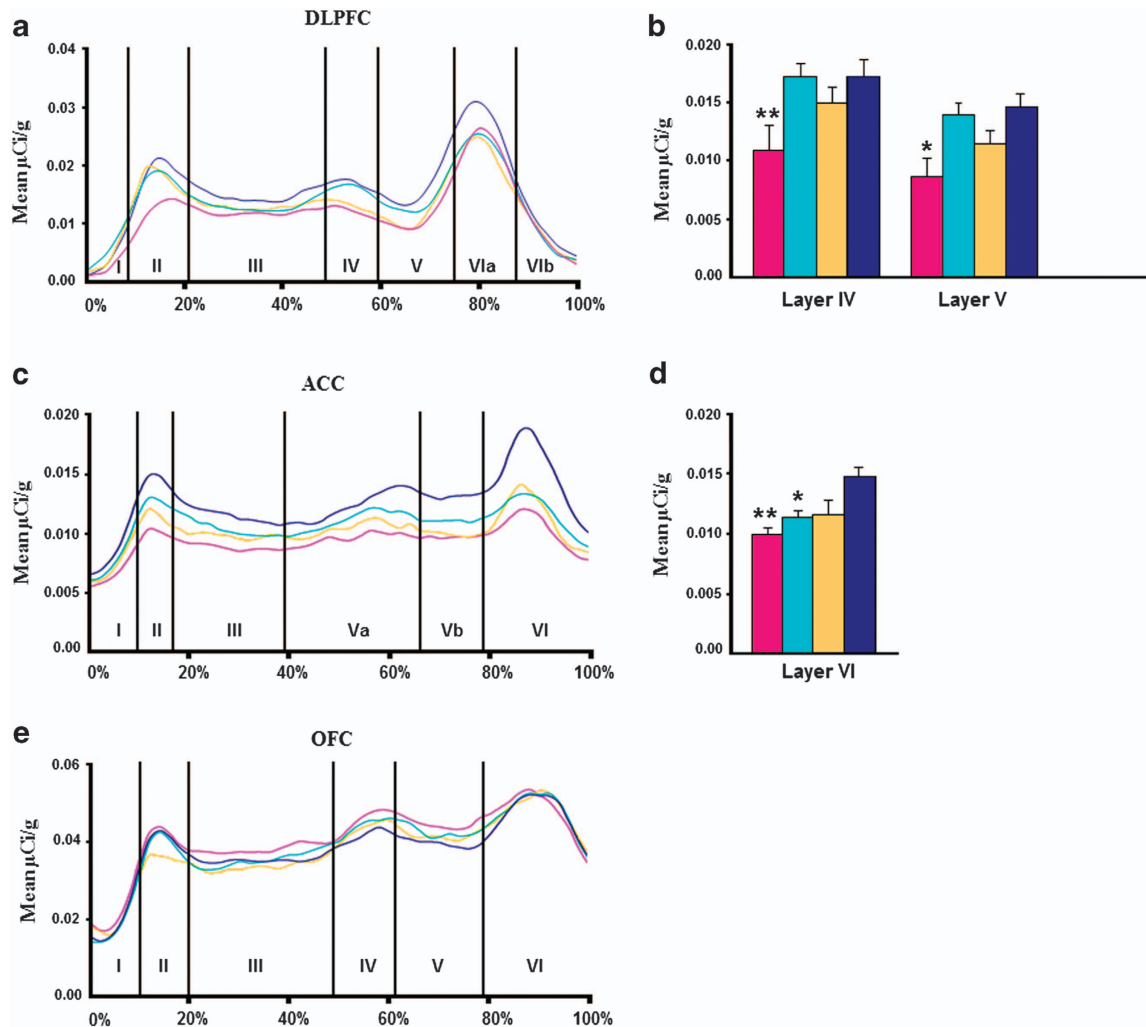 a
DLPFC
Mean µCi/g
0.04
0.03
0.02
0.01
0.00
I II III IV V VIa VIb
0% 20% 40% 60% 80% 100%
b
Mean µCi/g
0.020
0.015
0.010
0.005
0.00
** *
Layer IV Layer V
c
ACC
Mean µCi/g
0.020
0.015
0.010
0.005
0.00
I II III Va Vb VI
0% 20% 40% 60% 80% 100%
d
Mean µCi/g
0.020
0.015
0.010
0.005
0.00
** *
Layer VI
e
OFC
Mean µCi/g
0.06
0.04
0.02
0.00
I II III IV V VI
0% 20% 40% 60% 80% 100%